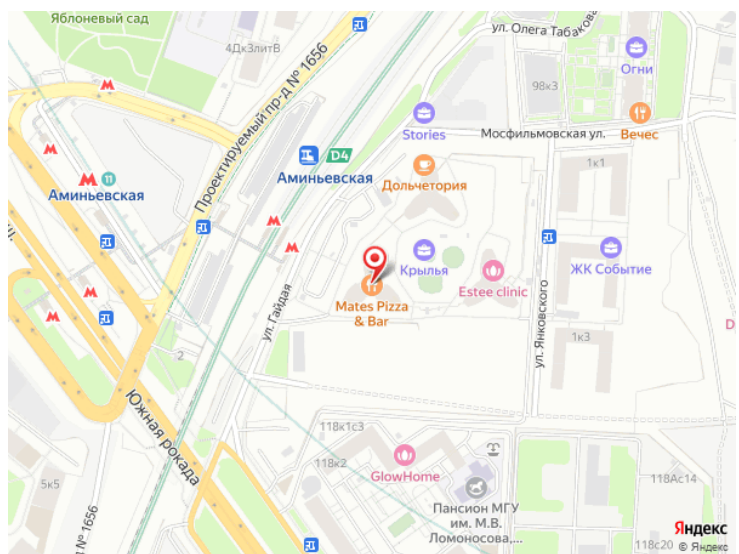 Яблоневый сад
4Дк3литВ
Проектируемый пр-д № 1656
ул. Олега Табакова
Огни
98к3
Stories
Мосфильмовская ул.
Вечес
D4
Аминьевская
1к1
Дольчетория
11
Аминьевская
Крылья
Estee clinic
ЖК Событие
Mates Pizza
& Bar
ул. Гайдая
ул. Янковского
1к3
2
Южная рокада
118к1с3
118к2
GlowHome
118Ас14
5к5
Пансион МГУ
им. М.В.
Ломоносова,...
118с20
Проектируемый пр-д № 1656
Яндекс
© Яндекс